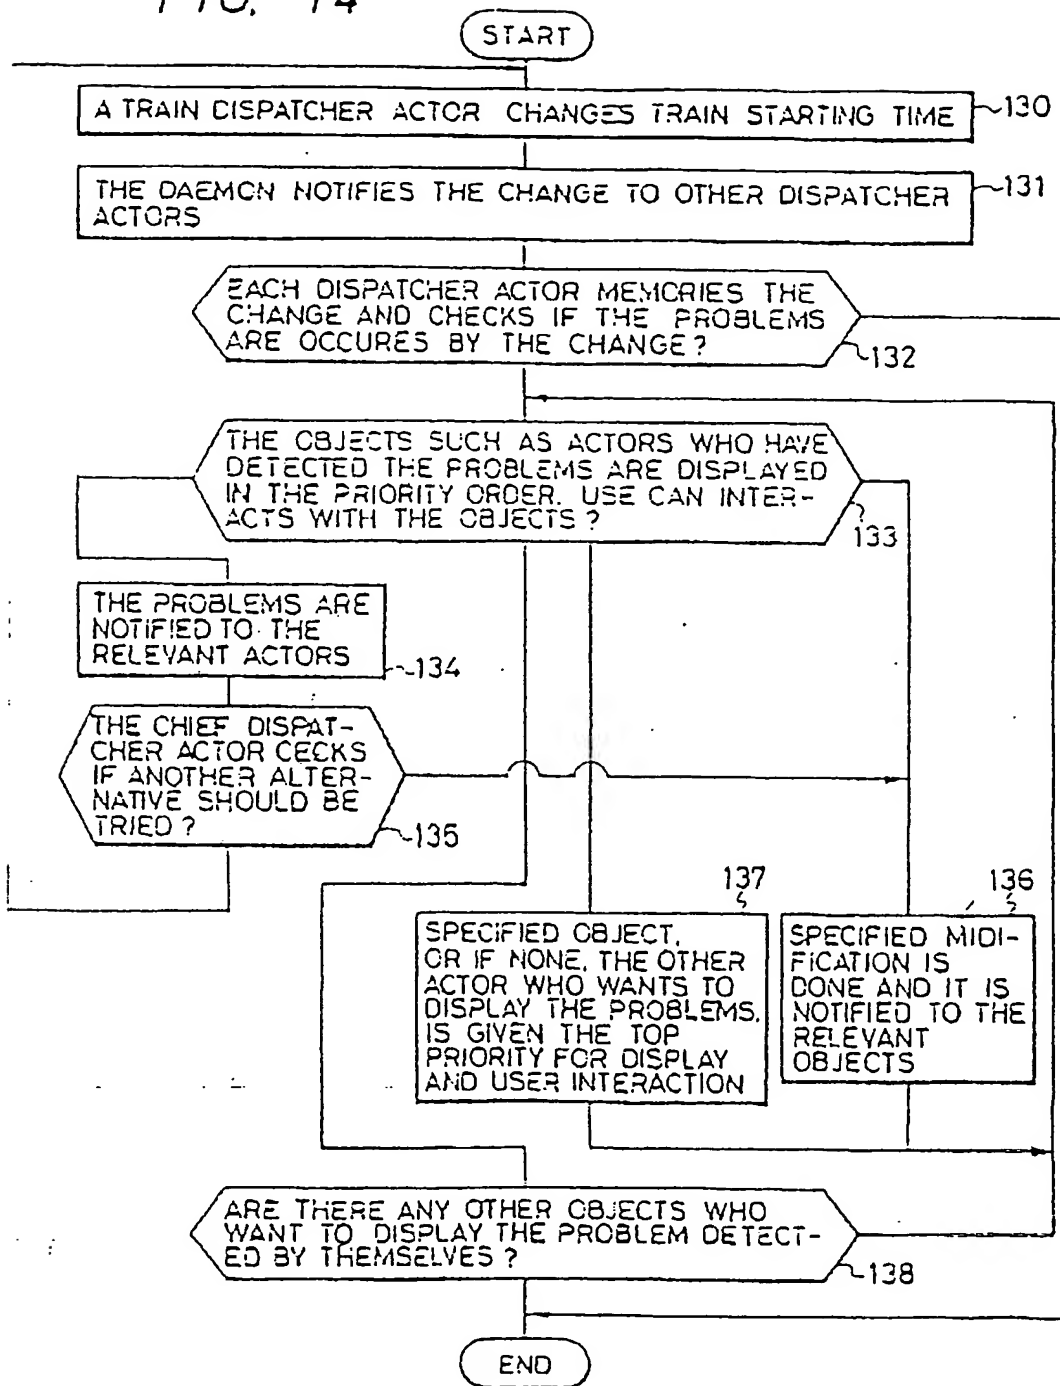 FIG. 14
START
A TRAIN DISPATCHER ACTOR CHANGES TRAIN STARTING TIME
130
THE DAEMON NOTIFIES THE CHANGE TO OTHER DISPATCHER
ACTORS
131
EACH DISPATCHER ACTOR MEMORIES THE
CHANGE AND CHECKS IF THE PROBLEMS
ARE OCCURES BY THE CHANGE?
132
THE OBJECTS SUCH AS ACTORS WHO HAVE
DETECTED THE PROBLEMS ARE DISPLAYED
IN THE PRIORITY ORDER. USE CAN INTER-
ACTS WITH THE OBJECTS?
133
THE PROBLEMS ARE
NOTIFIED TO THE
RELEVANT ACTORS
134
THE CHIEF DISPAT-
CHER ACTOR CECKS
IF ANOTHER ALTER-
NATIVE SHOULD BE
TRIED?
135
137
SPECIFIED OBJECT,
OR IF NONE, THE OTHER
ACTOR WHO WANTS TO
DISPLAY THE PROBLEMS,
IS GIVEN THE TOP
PRIORITY FOR DISPLAY
AND USER INTERACTION
136
SPECIFIED MIDI-
FICATION IS
DONE AND IT IS
NOTIFIED TO THE
RELEVANT
OBJECTS
ARE THERE ANY OTHER OBJECTS WHO
WANT TO DISPLAY THE PROBLEM DETECT-
ED BY THEMSELVES?
138
END